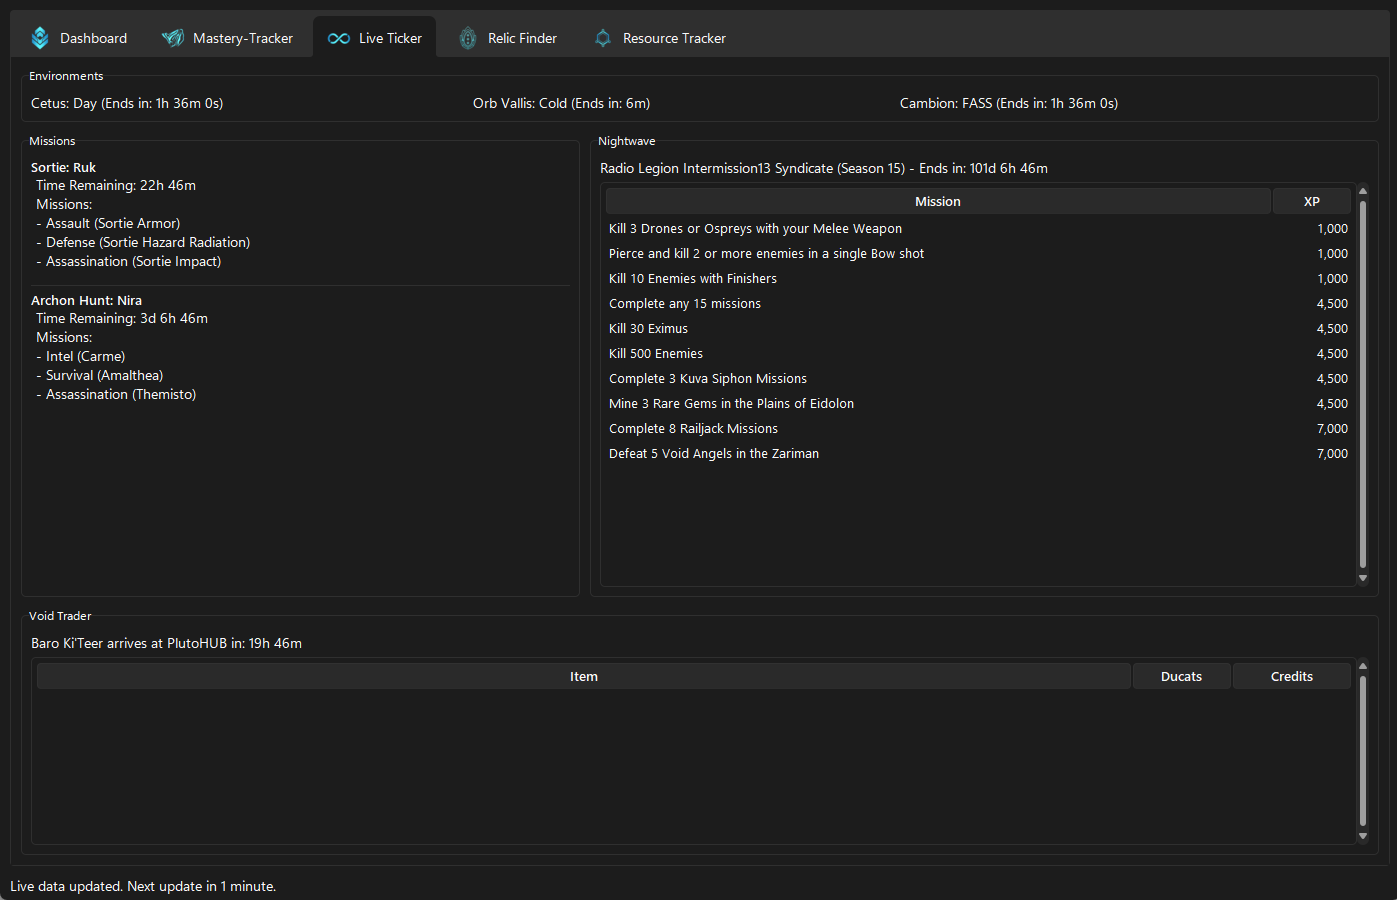 Dashboard
Mastery-Tracker
Live Ticker
Relic Finder
Resource Tracker
Environments
Cetus: Day (Ends in: 1h 36m 0s)
Orb Vallis: Cold (Ends in: 6m)
Cambion: FASS (Ends in: 1h 36m 0s)
Missions
Sortie: Ruk
Time Remaining: 22h 46m
Missions:
- Assault (Sortie Armor)
- Defense (Sortie Hazard Radiation)
- Assassination (Sortie Impact)
Archon Hunt: Nira
Time Remaining: 3d 6h 46m
Missions:
- Intel (Carme)
- Survival (Amalthea)
- Assassination (Themisto)
Nightwave
Radio Legion Intermission13 Syndicate (Season 15) - Ends in: 101d 6h 46m
Mission XP
Kill 3 Drones or Ospreys with your Melee Weapon 1,000
Pierce and kill 2 or more enemies in a single Bow shot 1,000
Kill 10 Enemies with Finishers 1,000
Complete any 15 missions 4,500
Kill 30 Eximus 4,500
Kill 500 Enemies 4,500
Complete 3 Kuva Siphon Missions 4,500
Mine 3 Rare Gems in the Plains of Eidolon 4,500
Complete 8 Railjack Missions 7,000
Defeat 5 Void Angels in the Zariman 7,000
Void Trader
Baro Ki'Teer arrives at PlutoHUB in: 19h 46m
Item Ducats Credits
Live data updated. Next update in 1 minute.